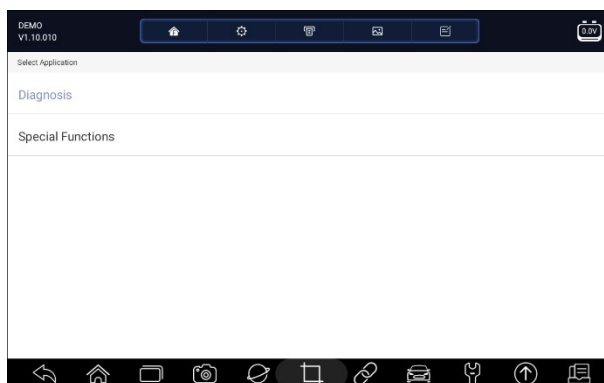 DEMO
V1.10.010
0.0V
Select Application
Diagnosis
Special Functions